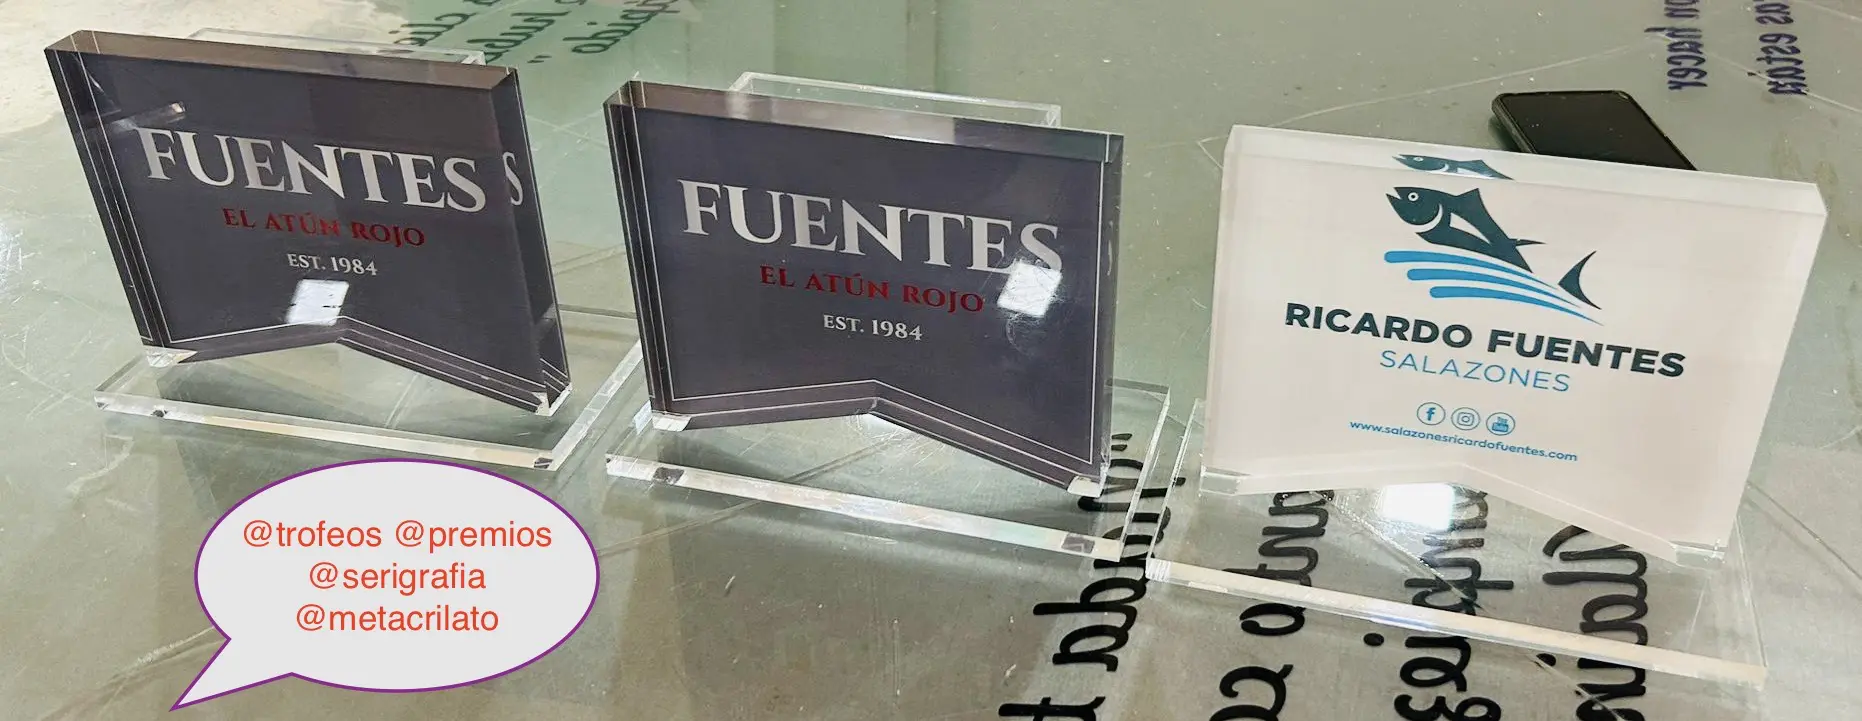 FUENTES
EL ATÚN ROJO
EST. 1984
FUENTES
EL ATÚN ROJO
EST. 1984
RICARDO FUENTES
SALAZONES
www.salazonesricardofuentes.com
@trofeos @premios
@serigrafia
@metacrilato